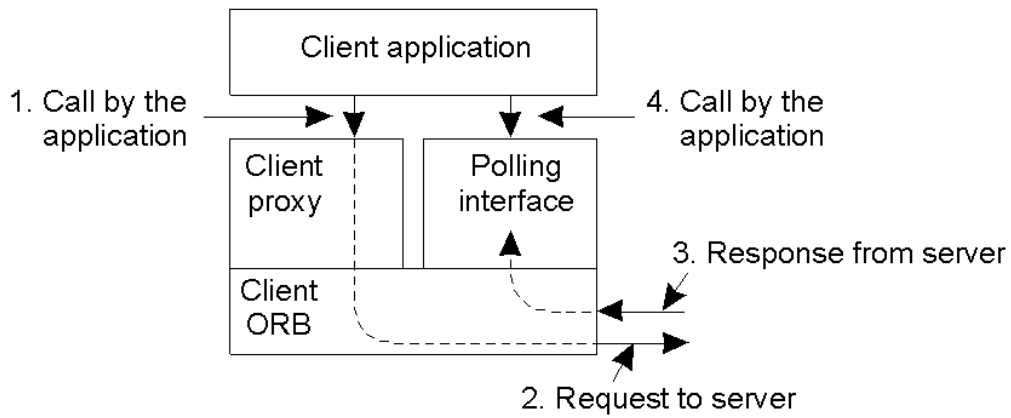 Client application
1. Call by the
application
4. Call by the
application
Client
proxy
Polling
interface
3. Response from server
Client
ORB
2. Request to server